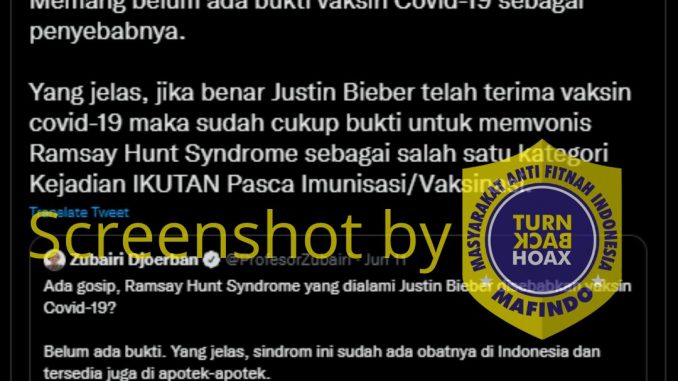 Memang belum ada bukti vaksin Covid-19 sebagai
penyebabnya.
Yang jelas, jika benar Justin Bieber telah terima vaksin
covid-19 maka sudah cukup bukti untuk memvonis
Ramsay Hunt Syndrome sebagai salah satu kategori
Kejadian IKUTAN Pasca Imunisasi/Vaksinasi
Translate Tweet
Screenshot by
MASYARAKAT ANTI FITNAH INDONESIA
TURN
BACK
HOAX
MAFINDO
Zubairi Djoerban @ProfesorZubairi · Jun 11
Ada gosip, Ramsay Hunt Syndrome yang dialami Justin Bieber disebabkan vaksin
Covid-19?
Belum ada bukti. Yang jelas, sindrom ini sudah ada obatnya di Indonesia dan
tersedia juga di apotek-apotek.